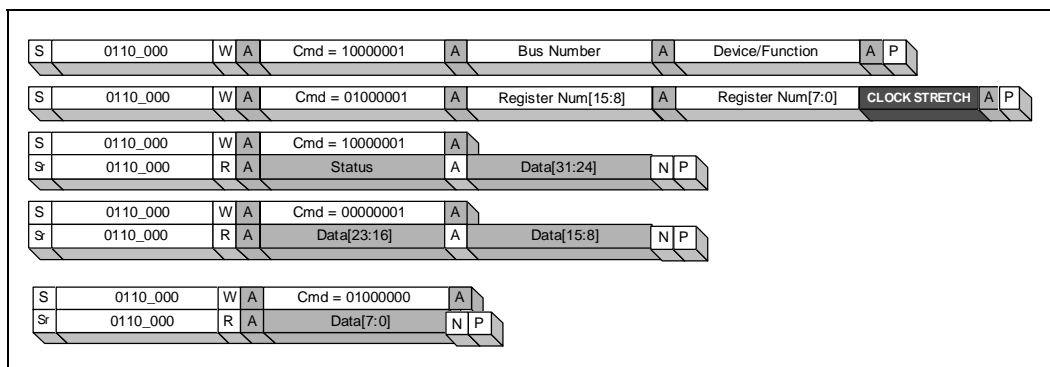 S 0110_000 W A Cmd = 10000001 A Bus Number A Device/Function A P
S 0110_000 W A Cmd = 01000001 A Register Num[15:8] A Register Num[7:0] CLOCK STRETCH A P
S 0110_000 W A Cmd = 10000001 A
Sr 0110_000 R A Status A Data[31:24] N P
S 0110_000 W A Cmd = 00000001 A
Sr 0110_000 R A Data[23:16] A Data[15:8] N P
S 0110_000 W A Cmd = 01000000 A
Sr 0110_000 R A Data[7:0] N P